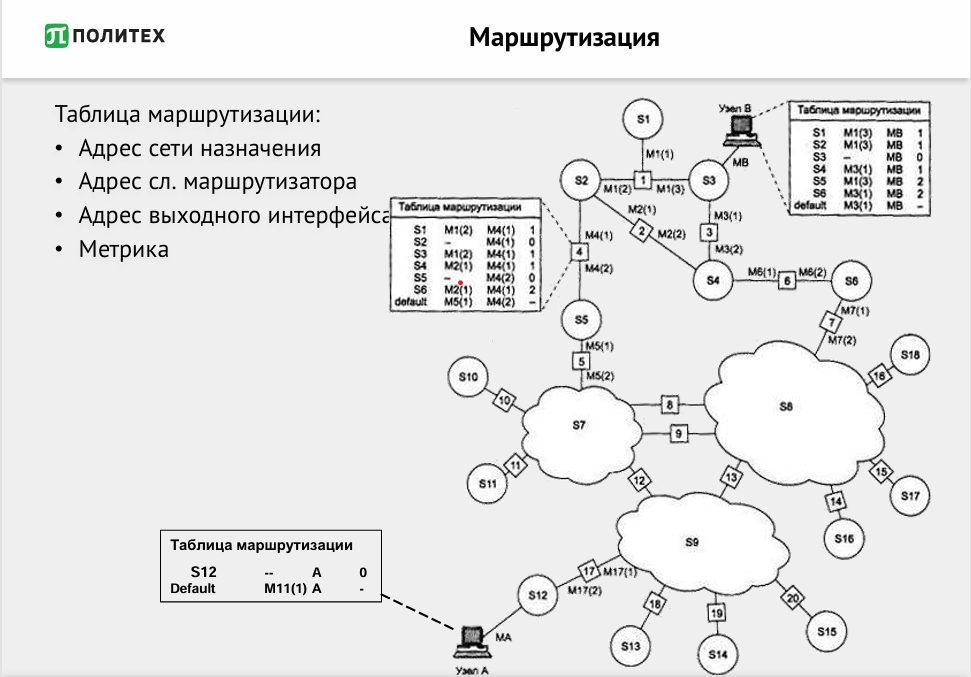 ПОЛИТЕХ
Маршрутизация
Таблица маршрутизации:
• Адрес сети назначения
• Адрес сл. маршрутизатора
• Адрес выходного интерфейса
• Метрика
Узел B
Таблица маршрутизации
S1 M1(3) MB 1
S2 M1(3) MB 1
S3 – MB 0
S4 M3(1) MB 1
S5 M1(3) MB 2
S6 M3(1) MB 2
default M3(1) MB –
S1
M1(1)
MB
S2
M1(2)
1
M1(3)
S3
Таблица маршрутизации
S1 M1(2) M4(1) 1
S2 – M4(1) 0
S3 M1(2) M4(1) 1
S4 M2(1) M4(1) 1
S5 – M4(2) 0
S6 M2(1) M4(1) 2
default M5(1) M4(2) –
M2(1)
2
M2(2)
M3(1)
3
M3(2)
M4(1)
4
M4(2)
S4
M6(1)
6
M6(2)
S6
S5
M7(1)
7
M7(2)
M5(1)
5
M5(2)
S18
16
S10
10
8
S8
S7
9
11
S11
12
13
15
S17
14
S16
S9
Таблица маршрутизации
S12 -- A 0
Default M11(1) A -
17
M17(1)
M17(2)
S12
18
19
20
S15
S13
S14
MA
Узел A